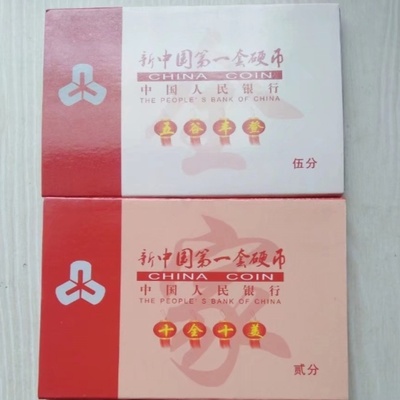 新中国第一套硬币
CHINA COIN
中国人民银行
THE PEOPLE'S BANK OF CHINA
五谷丰登
伍分
新中国第一套硬币
CHINA COIN
中国人民银行
THE PEOPLE'S BANK OF CHINA
十全十美
贰分
家